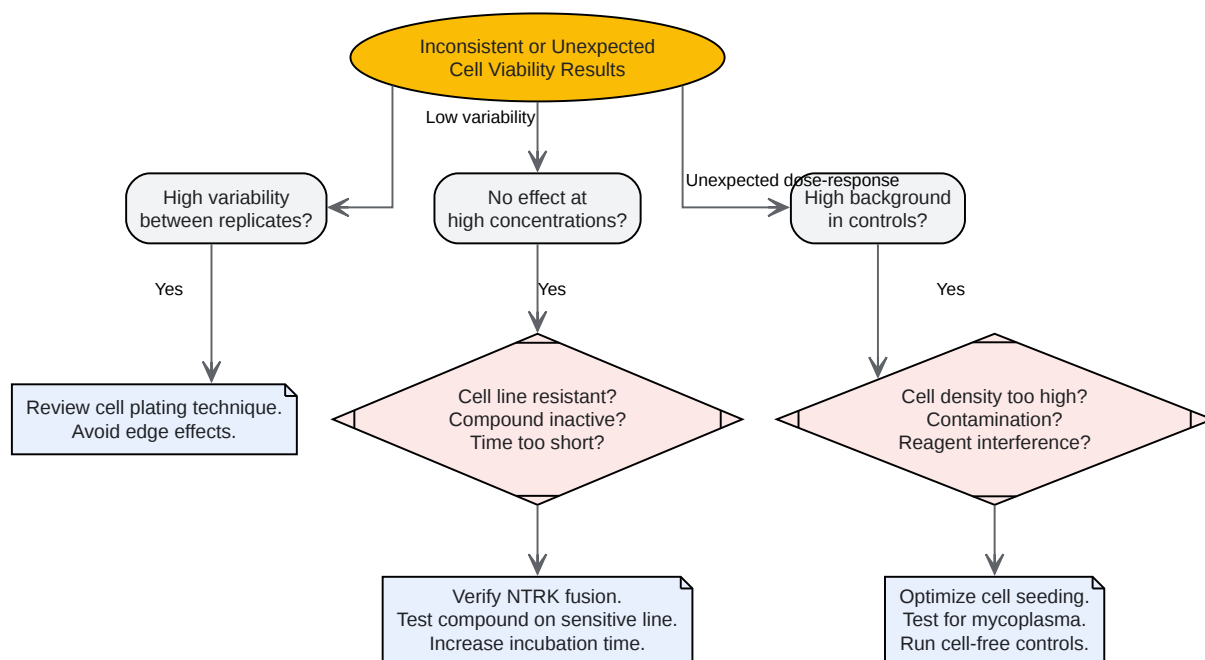 Inconsistent or Unexpected
Cell Viability Results
Low variability
Unexpected dose-response
High variability
between replicates?
No effect at
high concentrations?
High background
in controls?
Yes
Yes
Yes
Review cell plating technique.
Avoid edge effects.
Cell line resistant?
Compound inactive?
Time too short?
Cell density too high?
Contamination?
Reagent interference?
Verify NTRK fusion.
Test compound on sensitive line.
Increase incubation time.
Optimize cell seeding.
Test for mycoplasma.
Run cell-free controls.